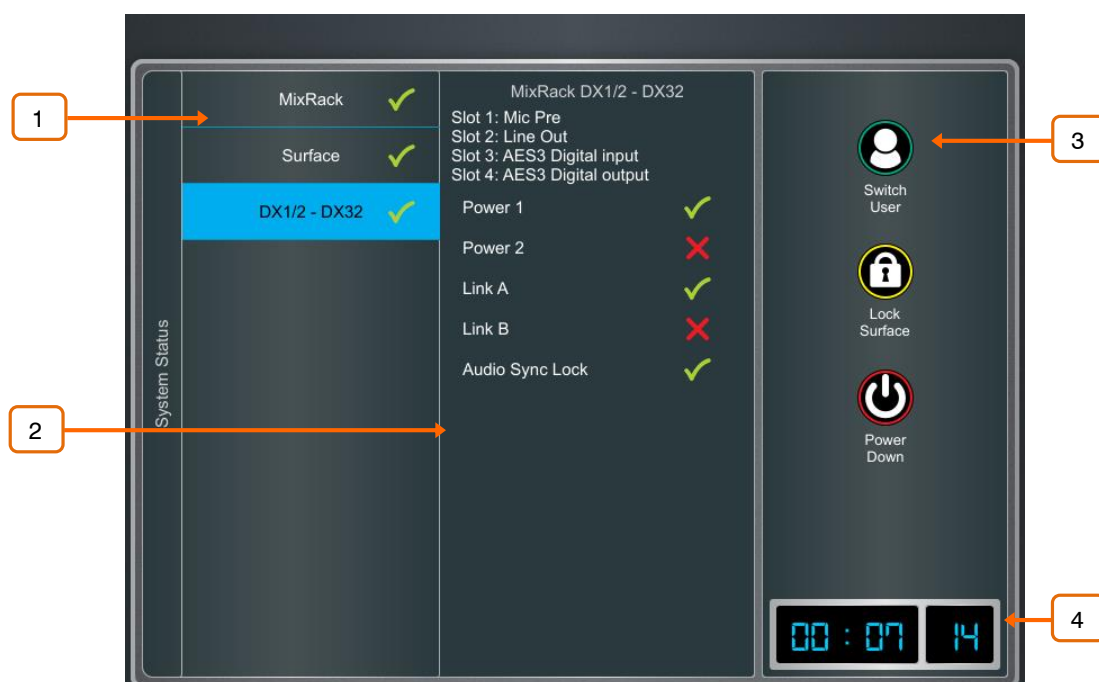 1
2
3
4
System Status
MixRack
Surface
DX1/2 - DX32
MixRack DX1/2 - DX32
Slot 1: Mic Pre
Slot 2: Line Out
Slot 3: AES3 Digital input
Slot 4: AES3 Digital output
Power 1
Power 2
Link A
Link B
Audio Sync Lock
Switch
User
Lock
Surface
Power
Down
00 : 07 14